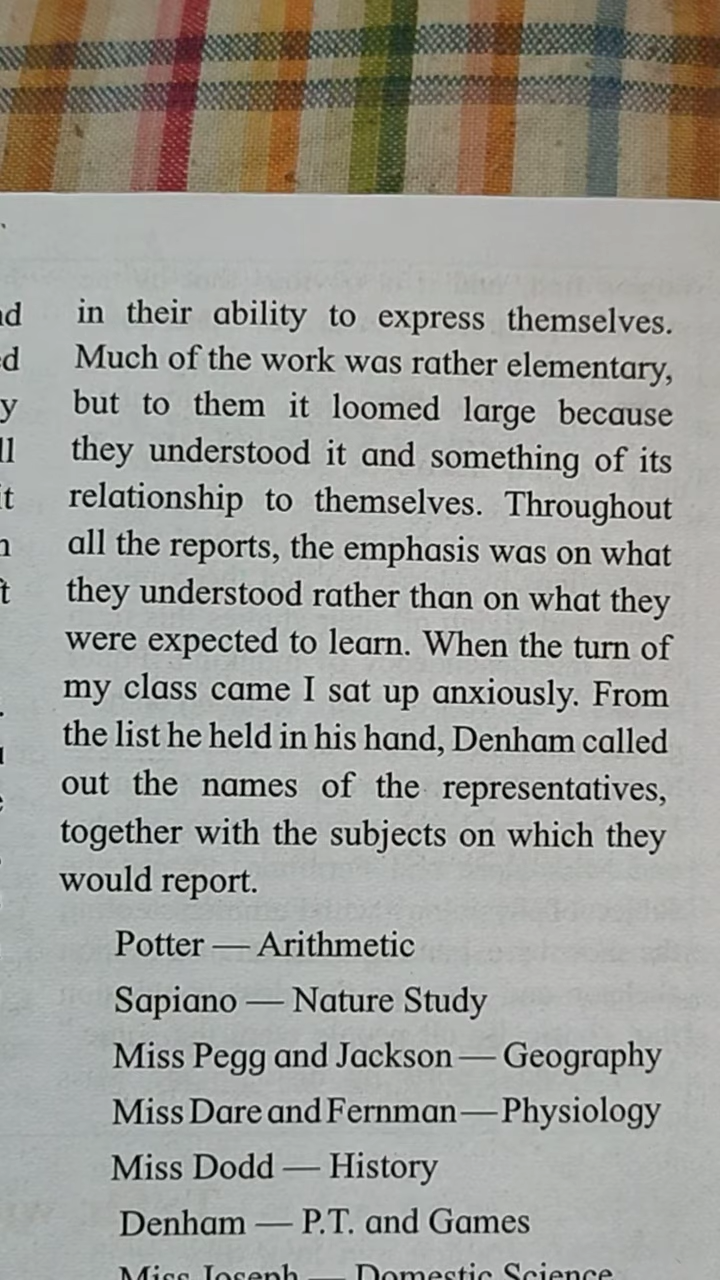 in their ability to express themselves.
Much of the work was rather elementary,
but to them it loomed large because
they understood it and something of its
relationship to themselves. Throughout
all the reports, the emphasis was on what
they understood rather than on what they
were expected to learn. When the turn of
my class came I sat up anxiously. From
the list he held in his hand, Denham called
out the names of the representatives,
together with the subjects on which they
would report.
Potter — Arithmetic
Sapiano — Nature Study
Miss Pegg and Jackson — Geography
Miss Dare and Fernman — Physiology
Miss Dodd — History
Denham — P.T. and Games
Miss Joseph — Domestic Science